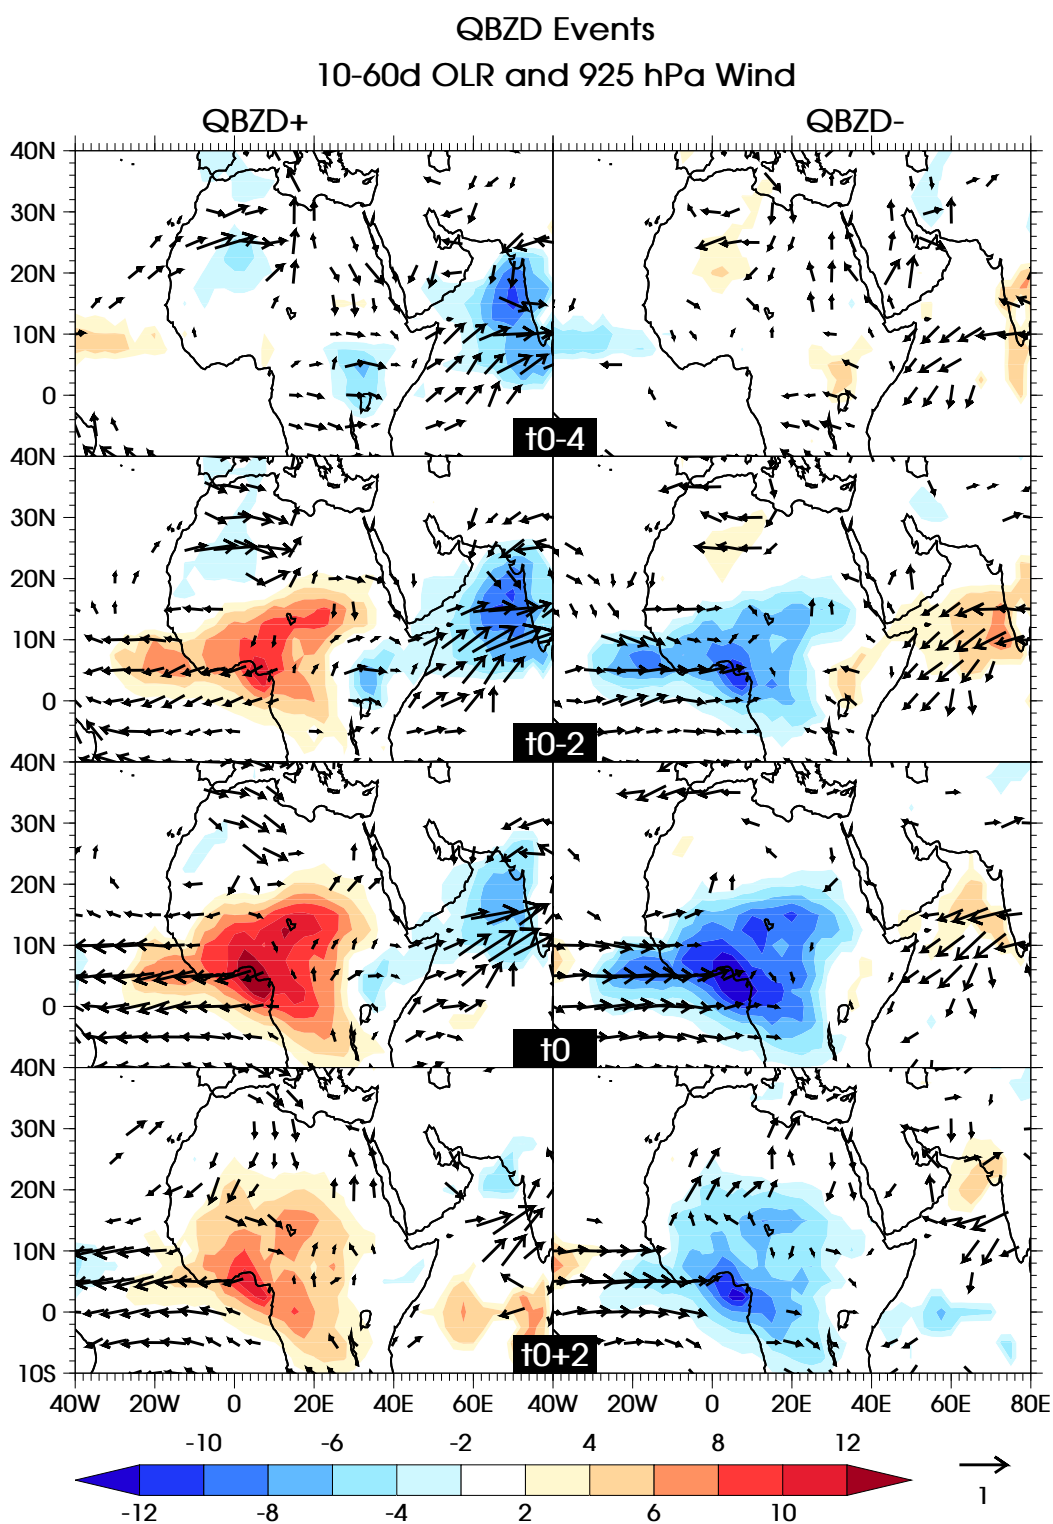 QBZD Events
10-60d OLR and 925 hPa Wind
QBZD+ QBZD-
40N
30N
20N
10N
0
t0-4
40N
30N
20N
10N
0
t0-2
40N
30N
20N
10N
0
t0
40N
30N
20N
10N
0
10S
t0+2
40W 20W 0 20E 40E 60E 40W 20W 0 20E 40E 60E 80E
-10 -6 -2 4 8 12
-12 -8 -4 2 6 10
1